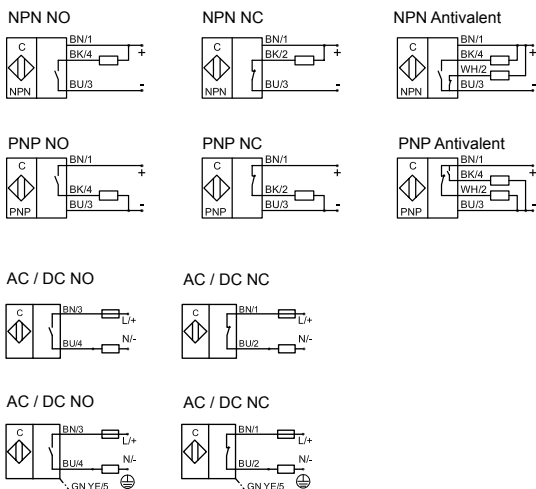 NPN NO
NPN NC
NPN Antivalent
C
BN/1
BK/4
+
NPN
BU/3
-
C
BN/1
BK/2
+
NPN
BU/3
-
C
BN/1
BK/4
+
WH/2
NPN
BU/3
-
PNP NO
PNP NC
PNP Antivalent
C
BN/1
+
BK/4
PNP
BU/3
-
C
BN/1
+
BK/2
PNP
BU/3
-
C
BN/1
+
BK/4
WH/2
PNP
BU/3
-
AC / DC NO
AC / DC NC
C
BN/3
L/+
N/-
BU/4
C
BN/1
L/+
N/-
BU/2
AC / DC NO
AC / DC NC
C
BN/3
L/+
N/-
BU/4
GN YE/5
C
BN/1
L/+
N/-
BU/2
GN YE/5